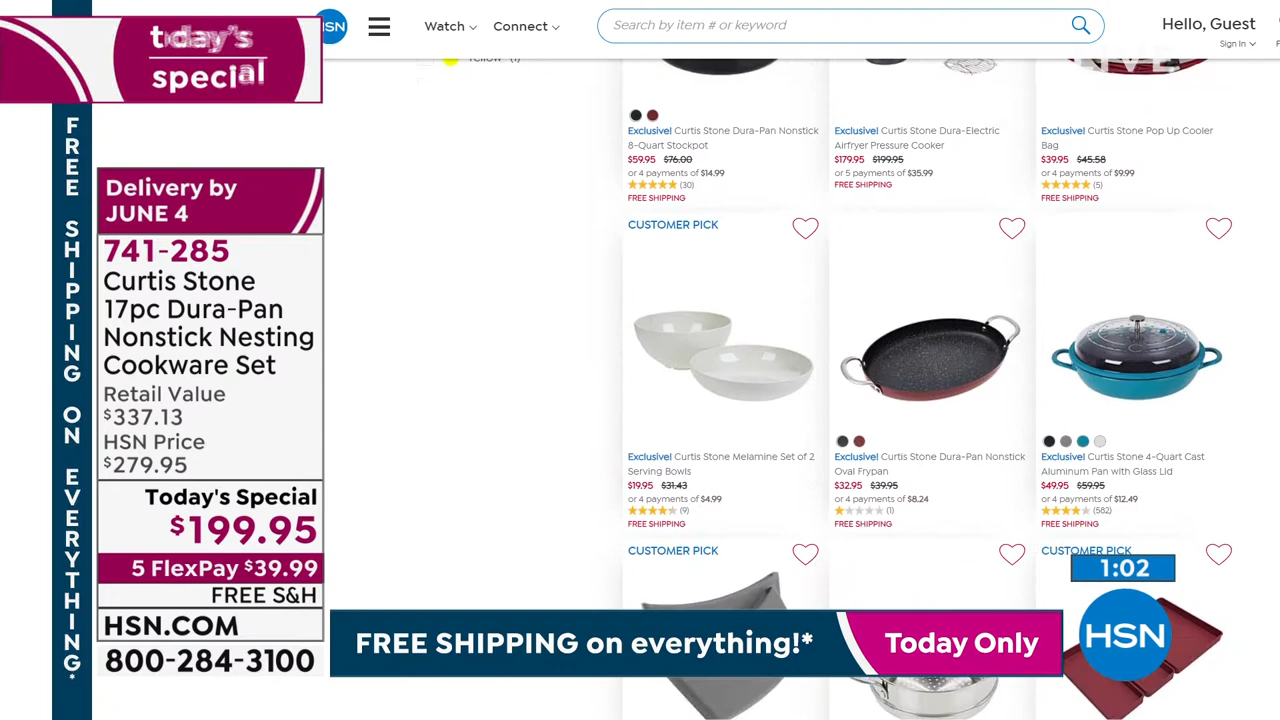 today's
special
HSN
Watch
Connect
Search by item # or keyword
Hello, Guest
Sign In
LIVE
Yellow (1)
FREE SHIPPING ON EVERYTHING!*
Delivery by
JUNE 4
741-285
Curtis Stone
17pc Dura-Pan
Nonstick Nesting
Cookware Set
Retail Value
$337.13
HSN Price
$279.95
Today's Special
$199.95
5 FlexPay $39.99
FREE S&H
HSN.COM
800-284-3100
Exclusive! Curtis Stone Dura-Pan Nonstick
8-Quart Stockpot
$59.95 $76.00
or 4 payments of $14.99
(30)
FREE SHIPPING
Exclusive! Curtis Stone Dura-Electric
Airfryer Pressure Cooker
$179.95 $199.95
or 5 payments of $35.99
FREE SHIPPING
Exclusive! Curtis Stone Pop Up Cooler
Bag
$39.95 $45.58
or 4 payments of $9.99
(5)
FREE SHIPPING
CUSTOMER PICK
Exclusive! Curtis Stone Melamine Set of 2
Serving Bowls
$19.95 $31.43
or 4 payments of $4.99
(9)
FREE SHIPPING
Exclusive! Curtis Stone Dura-Pan Nonstick
Oval Frypan
$32.95 $39.95
or 4 payments of $8.24
(1)
FREE SHIPPING
Exclusive! Curtis Stone 4-Quart Cast
Aluminum Pan with Glass Lid
$49.95 $59.95
or 4 payments of $12.49
(582)
FREE SHIPPING
CUSTOMER PICK
CUSTOMER PICK
1:02
FREE SHIPPING on everything!*
Today Only
HSN